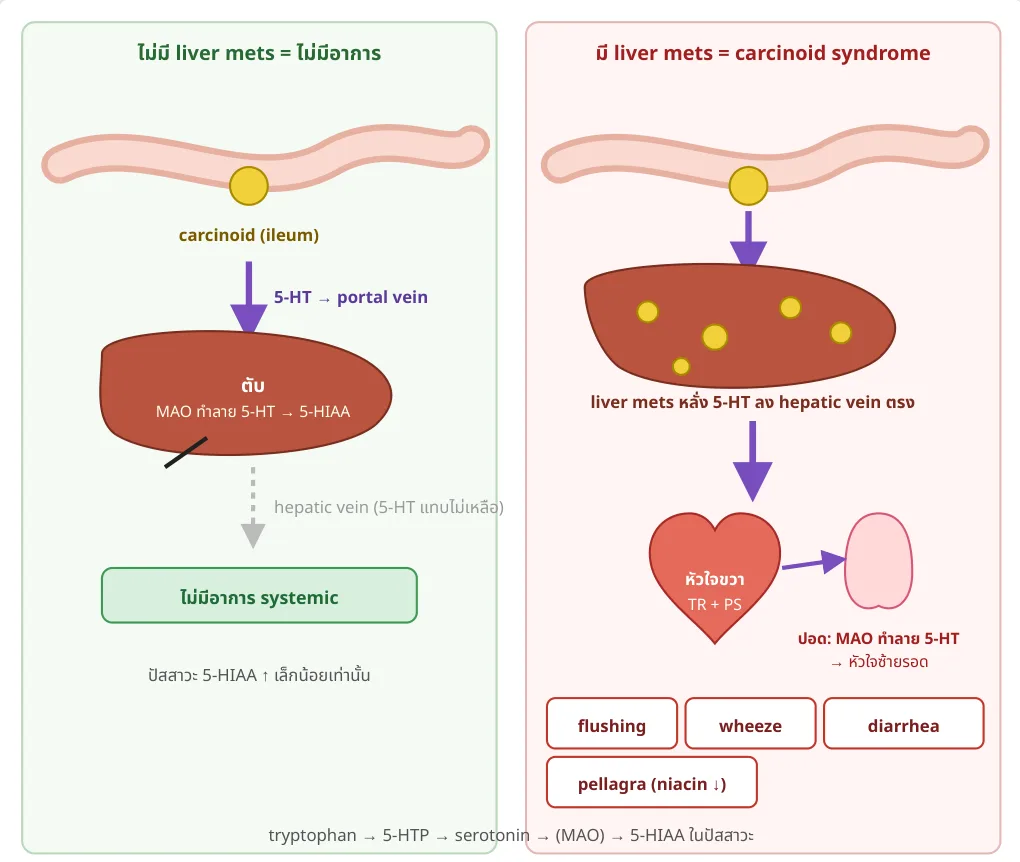 ไม่มี liver mets = ไม่มีอาการ
carcinoid (ileum)
5-HT → portal vein
ตับ
MAO ทำลาย 5-HT → 5-HIAA
hepatic vein (5-HT แทบไม่เหลือ)
ไม่มีอาการ systemic
ปัสสาวะ 5-HIAA ↑ เล็กน้อยเท่านั้น
มี liver mets = carcinoid syndrome
liver mets หลั่ง 5-HT ลง hepatic vein ตรง
หัวใจขวา
TR + PS
ปอด: MAO ทำลาย 5-HT
→ หัวใจซ้ายรอด
flushing
wheeze
diarrhea
pellagra (niacin ↓)
tryptophan → 5-HTP → serotonin → (MAO) → 5-HIAA ในปัสสาวะ